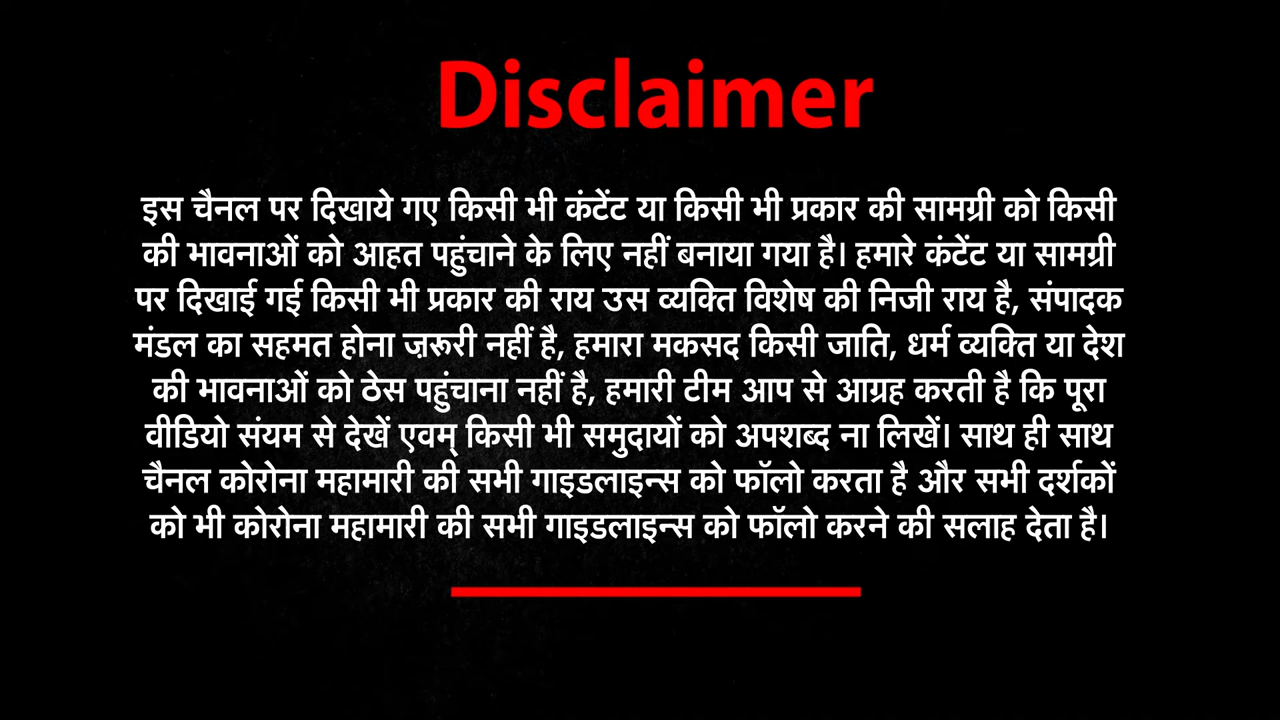 Disclaimer
इस चैनल पर दिखाये गए किसी भी कंटेंट या किसी भी प्रकार की सामग्री को किसी
की भावनाओं को आहत पहुंचाने के लिए नहीं बनाया गया है। हमारे कंटेंट या सामग्री
पर दिखाई गई किसी भी प्रकार की राय उस व्यक्ति विशेष की निजी राय है, संपादक
मंडल का सहमत होना ज़रूरी नहीं है, हमारा मकसद किसी जाति, धर्म व्यक्ति या देश
की भावनाओं को ठेस पहुंचाना नहीं है, हमारी टीम आप से आग्रह करती है कि पूरा
वीडियो संयम से देखें एवम् किसी भी समुदायों को अपशब्द ना लिखें। साथ ही साथ
चैनल कोरोना महामारी की सभी गाइडलाइन्स को फॉलो करता है और सभी दर्शकों
को भी कोरोना महामारी की सभी गाइडलाइन्स को फॉलो करने की सलाह देता है।